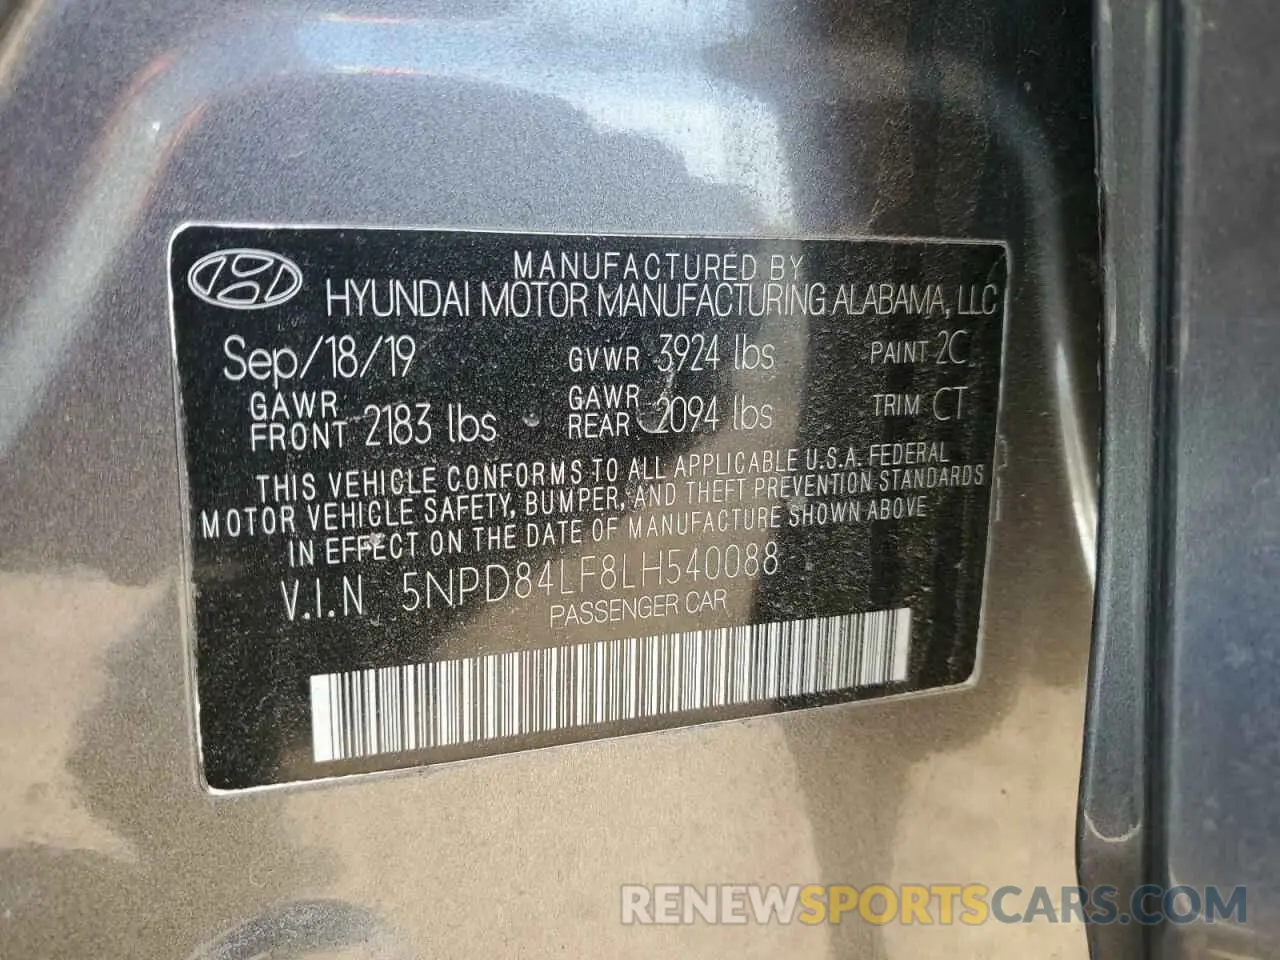 MANUFACTURED BY
HYUNDAI MOTOR MANUFACTURING ALABAMA, LLC
Sep/18/19 GVWR 3924 lbs PAINT 2C
GAWR FRONT 2183 lbs GAWR REAR 2094 lbs TRIM CT
THIS VEHICLE CONFORMS TO ALL APPLICABLE U.S.A. FEDERAL
MOTOR VEHICLE SAFETY, BUMPER, AND THEFT PREVENTION STANDARDS
IN EFFECT ON THE DATE OF MANUFACTURE SHOWN ABOVE
V.I.N 5NPD84LF8LH540088
PASSENGER CAR
RENEWSPORTSCARS.COM